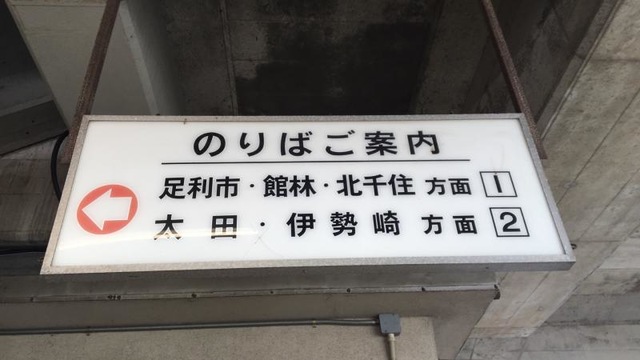 のりばご案内
足利市・館林・北千住 方面 1
太田・伊勢崎 方面 2